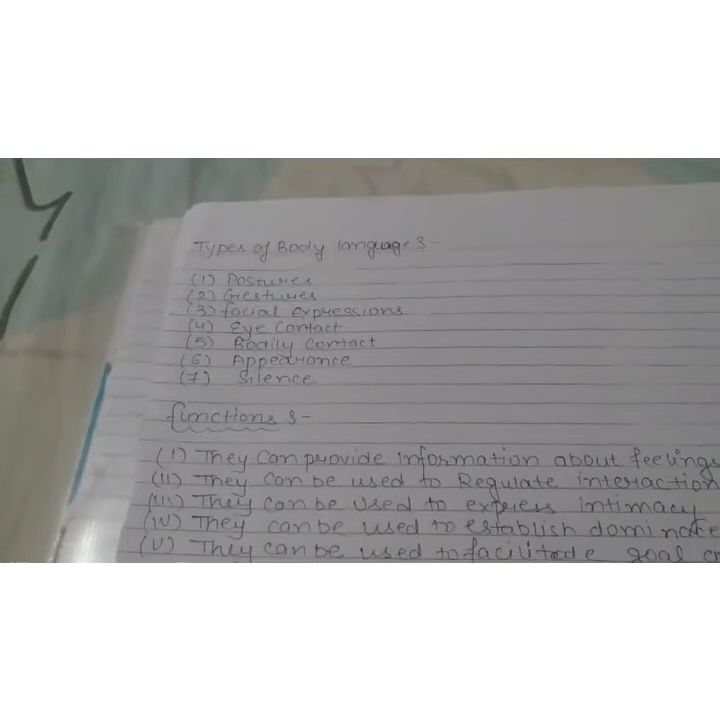 Types of Body language :-
(1) Postures
(2) Gestures
(3) facial Expressions
(4) Eye Contact
(5) Bodily Contact
(6) Appearance
(7) Silence
functions :-
(I) They Can provide Information about feelings
(II) They can be used to Regulate interaction
(III) They can be Used to express intimacy
(IV) They can be used to establish dominace
(V) They can be used to facilitade goal